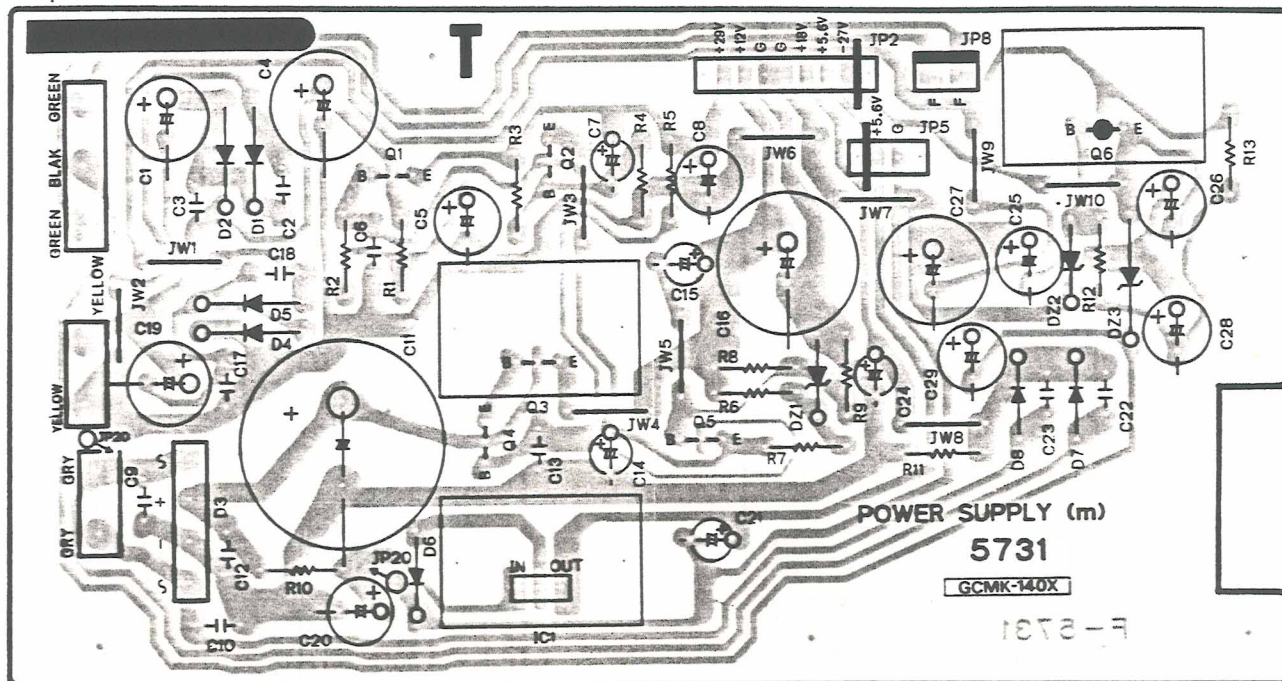 T
+29V
+12V
G
G
+18V
+5.6V
-27V
JP2
JP8
F
F
+5.6V
G
JP5
GREEN
BLAK
GREEN
C4
C1
C3
D2
D1
C2
Q1
B
E
R3
E
Q2
B
C7
R4
R5
C8
JW6
JW9
B
E
Q6
R13
JW1
C18
R2
C6
R1
C5
JW3
JW7
C27
C25
JW10
C26
YELLOW
JW2
D5
D4
C19
C17
C11
C15
C16
DZ2
R12
DZ3
C28
YELLOW
B
E
Q3
JW5
R8
R6
DZ1
R9
C24
C29
JP20
GRY
GRY
C9
S
+
-
S
D3
E
Q4
B
C13
JW4
C14
Q5
B
E
R7
R11
JW8
D8
C23
D7
C22
C12
R10
JP20
D6
C20
C10
IN
OUT
IC1
C21
POWER SUPPLY (m)
5731
GCMK-140X
F-5731